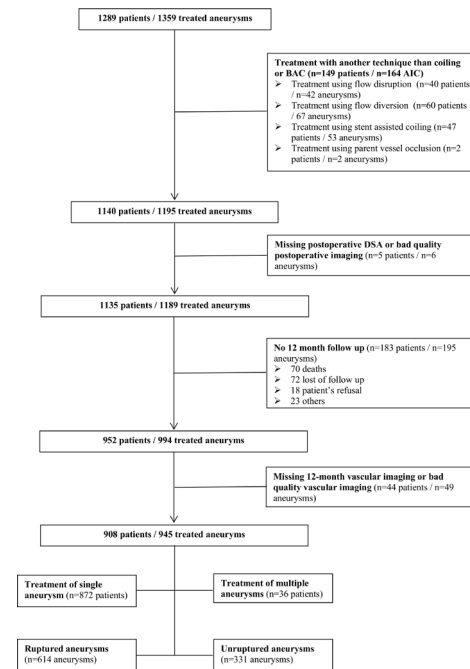 1289 patients / 1359 treated aneurysms
Treatment with another technique than coiling
or BAC (n=149 patients / n=164 AIC)
➢ Treatment using flow disruption (n=40 patients
/ n=42 aneurysms)
➢ Treatment using flow diversion (n=60 patients
/ 67 aneurysms)
➢ Treatment using stent assisted coiling (n=47
patients / 53 aneurysms)
➢ Treatment using parent vessel occlusion (n=2
patients / n=2 aneurysms)
1140 patients / 1195 treated aneurysms
Missing postoperative DSA or bad quality
postoperative imaging (n=5 patients / n=6
aneurysms)
1135 patients / 1189 treated aneuryms
No 12 month follow up (n=183 patients / n=195
aneurysms)
➢ 70 deaths
➢ 72 lost of follow up
➢ 18 patient's refusal
➢ 23 others
952 patients / 994 treated aneuryms
Missing 12-month vascular imaging or bad
quality vascular imaging (n=44 patients / n=49
aneurysms)
908 patients / 945 treated aneuryms
Treatment of single
aneurysm (n=872 patients)
Treatment of multiple
aneurysms (n=36 patients)
Ruptured aneurysms
(n=614 aneurysms)
Unruptured aneurysms
(n=331 aneurysms)